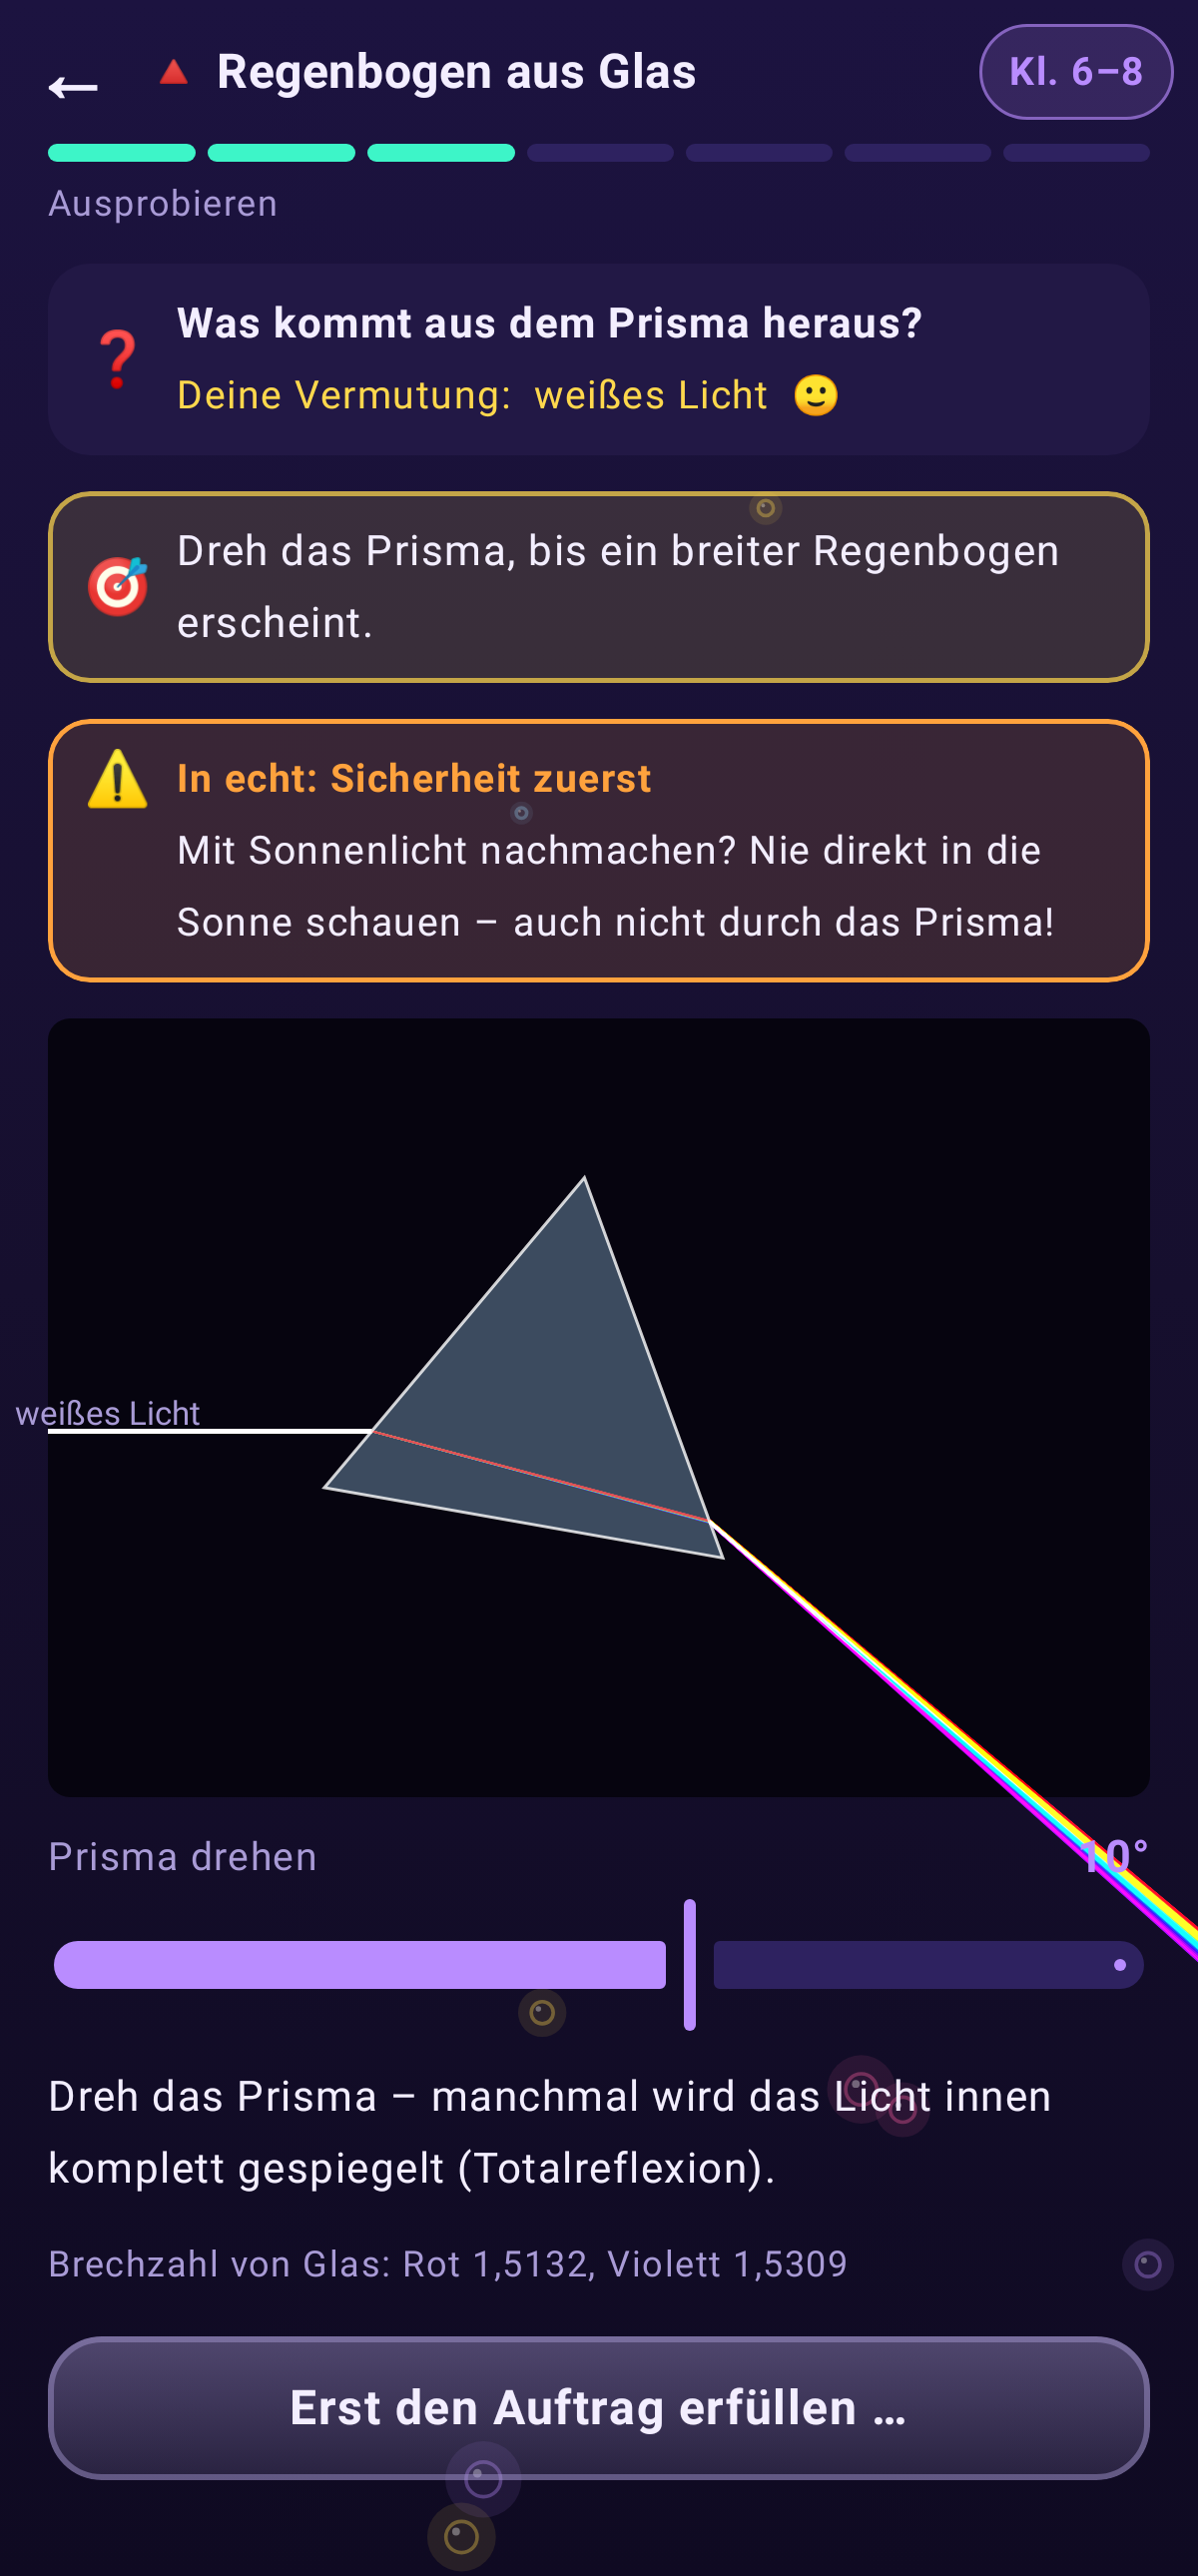 ← Regenbogen aus Glas
Kl. 6–8
Ausprobieren
Was kommt aus dem Prisma heraus?
Deine Vermutung: weißes Licht 🙂
Dreh das Prisma, bis ein breiter Regenbogen
erscheint.
In echt: Sicherheit zuerst
Mit Sonnenlicht nachmachen? Nie direkt in die
Sonne schauen – auch nicht durch das Prisma!
weißes Licht
Prisma drehen
10°
Dreh das Prisma – manchmal wird das Licht innen
komplett gespiegelt (Totalreflexion).
Brechzahl von Glas: Rot 1,5132, Violett 1,5309
Erst den Auftrag erfüllen ...